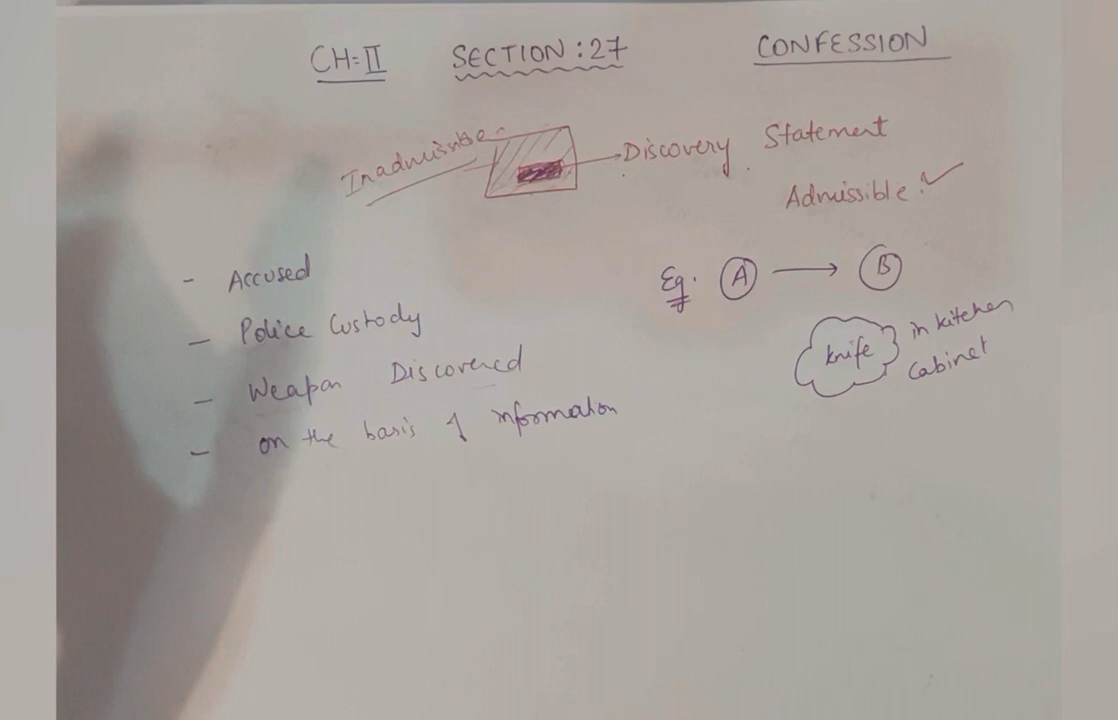 CH=II SECTION :27 CONFESSION
Inadmissible
Discovery Statement
Admissible.
- Accused
- Police Custody
- Weapon Discovered
- on the basis of information
Eg. A → B
knife in kitchen
cabinet